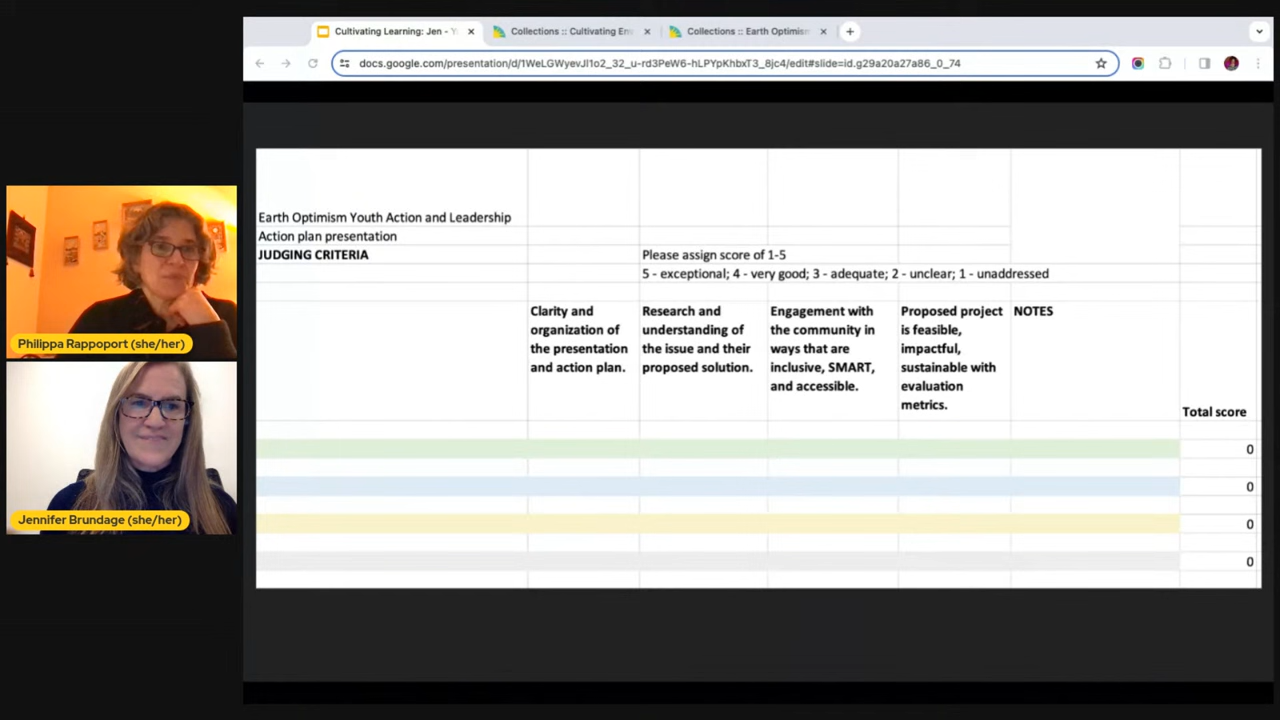 Cultivating Learning: Jen - Y
Collections :: Cultivating Env
Collections :: Earth Optimism
docs.google.com/presentation/d/1WeLGWyevJl1o2_32_u-rd3PeW6-hLPYpKhbxT3_8jc4/edit#slide=id.g29a20a27a86_0_74
Earth Optimism Youth Action and Leadership
Action plan presentation
JUDGING CRITERIA
Please assign score of 1-5
5 - exceptional; 4 - very good; 3 - adequate; 2 - unclear; 1 - unaddressed
Clarity and
organization of
the presentation
and action plan.
Research and
understanding of
the issue and their
proposed solution.
Engagement with
the community in
ways that are
inclusive, SMART,
and accessible.
Proposed project
is feasible,
impactful,
sustainable with
evaluation
metrics.
NOTES
Total score
0
0
0
0
Philippa Rappoport (she/her)
Jennifer Brundage (she/her)